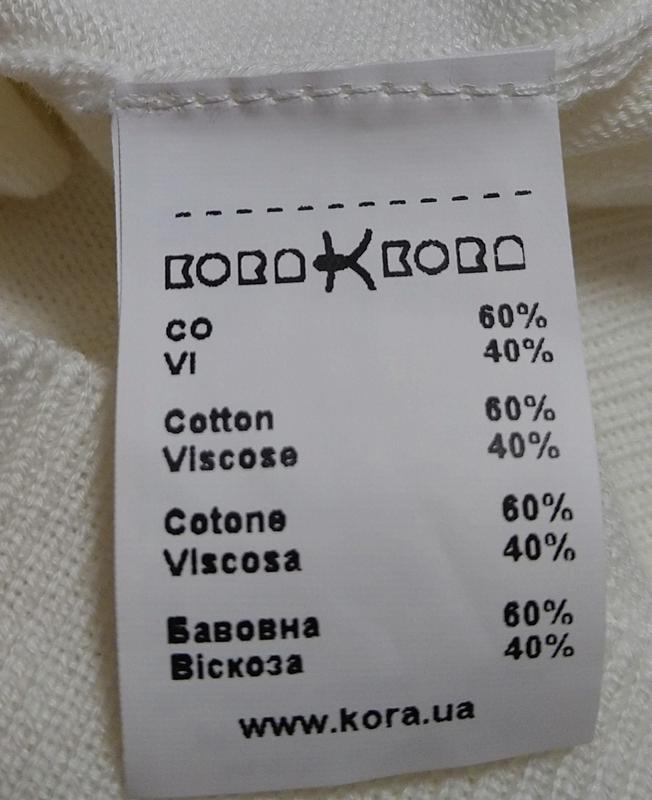 KORA K KORA
CO 60%
VI 40%
Cotton 60%
Viscose 40%
Cotone 60%
Viscosa 40%
Бавовна 60%
Віскоза 40%
www.kora.ua